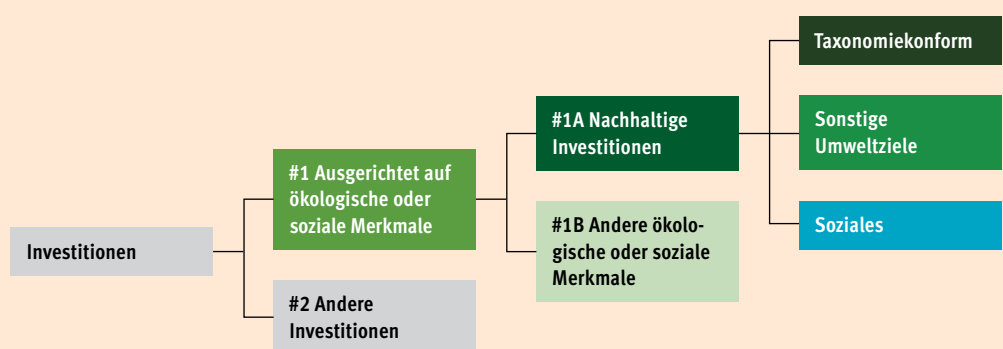 Investitionen
#1 Ausgerichtet auf
ökologische oder
soziale Merkmale
#2 Andere
Investitionen
#1A Nachhaltige
Investitionen
#1B Andere ökolo-
gische oder soziale
Merkmale
Taxonomiekonform
Sonstige
Umweltziele
Soziales